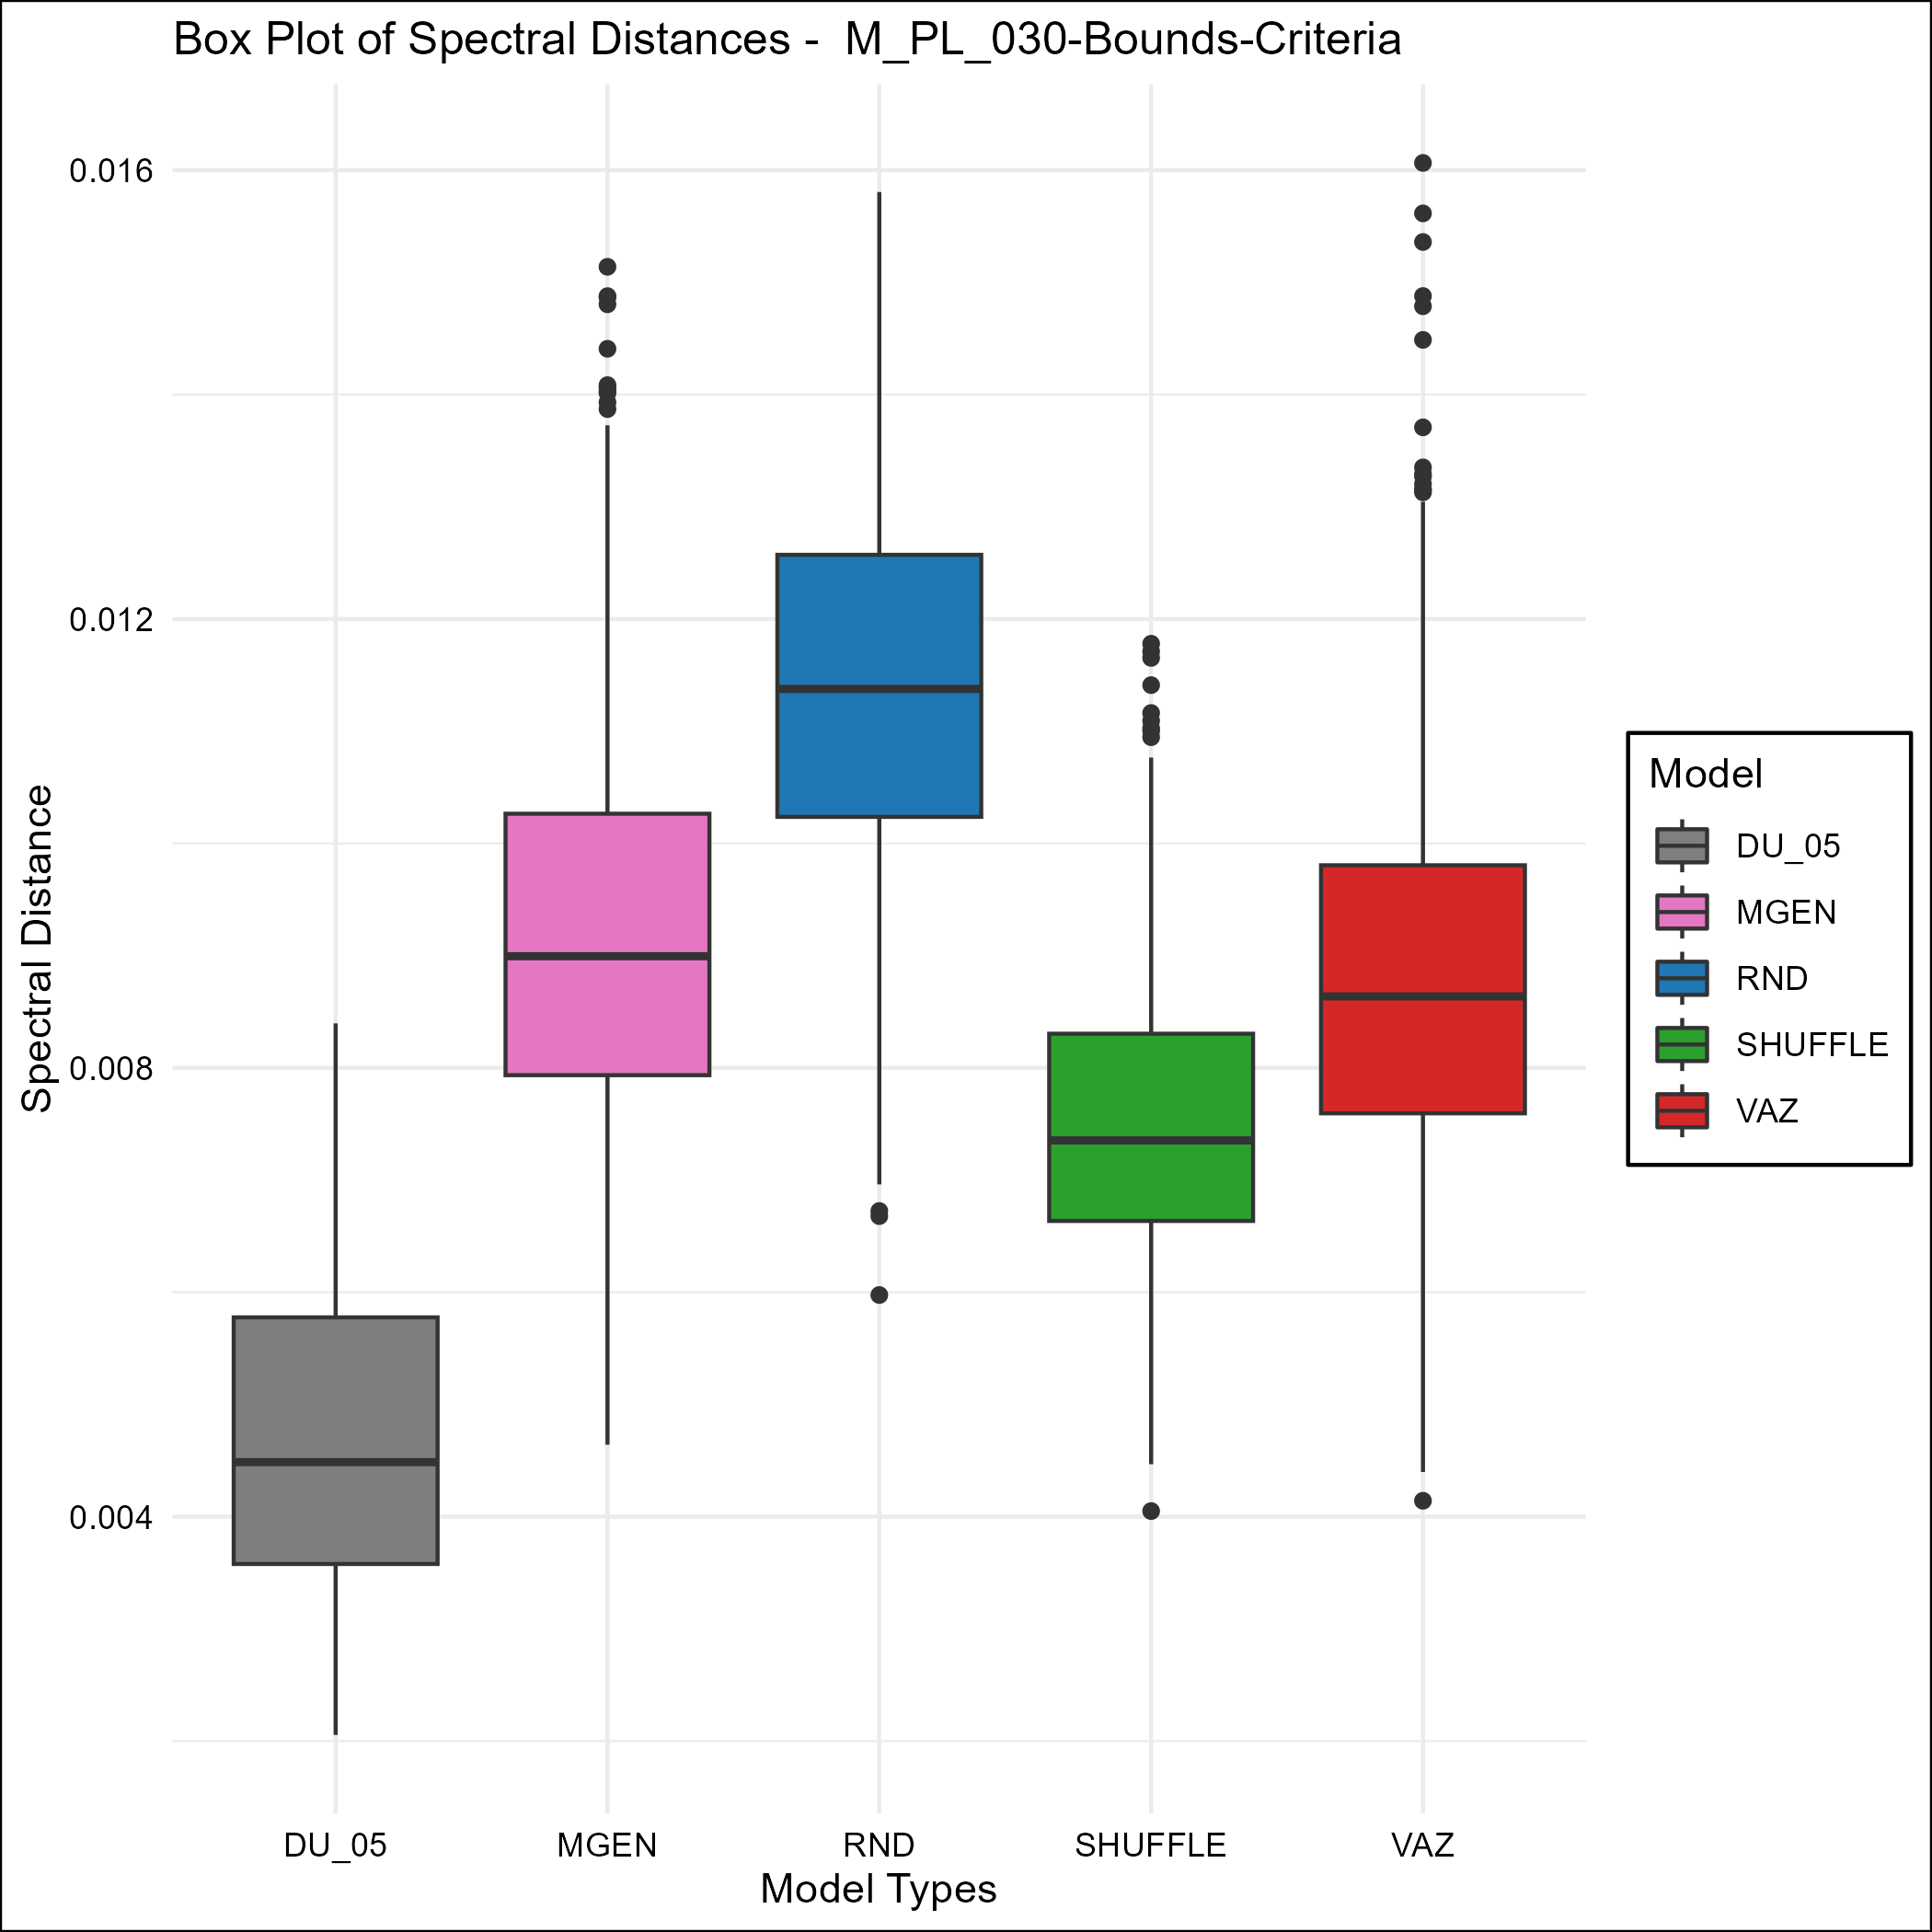 Box Plot of Spectral Distances -  M_PL_030-Bounds-Criteria
0.016
0.012
0.008
0.004
Spectral Distance
DU_05
MGEN
RND
SHUFFLE
VAZ
Model Types
Model
DU_05
MGEN
RND
SHUFFLE
VAZ